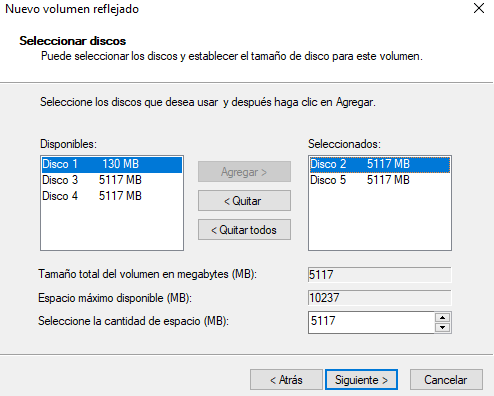 Nuevo volumen reflejado
Seleccionar discos
Puede seleccionar los discos y establecer el tamaño de disco para este volumen.
Seleccione los discos que desea usar y después haga clic en Agregar.
Disponibles:
Disco 1 130 MB
Disco 3 5117 MB
Disco 4 5117 MB
Agregar >
< Quitar
< Quitar todos
Seleccionados:
Disco 2 5117 MB
Disco 5 5117 MB
Tamaño total del volumen en megabytes (MB): 5117
Espacio máximo disponible (MB): 10237
Seleccione la cantidad de espacio (MB): 5117
< Atrás Siguiente > Cancelar